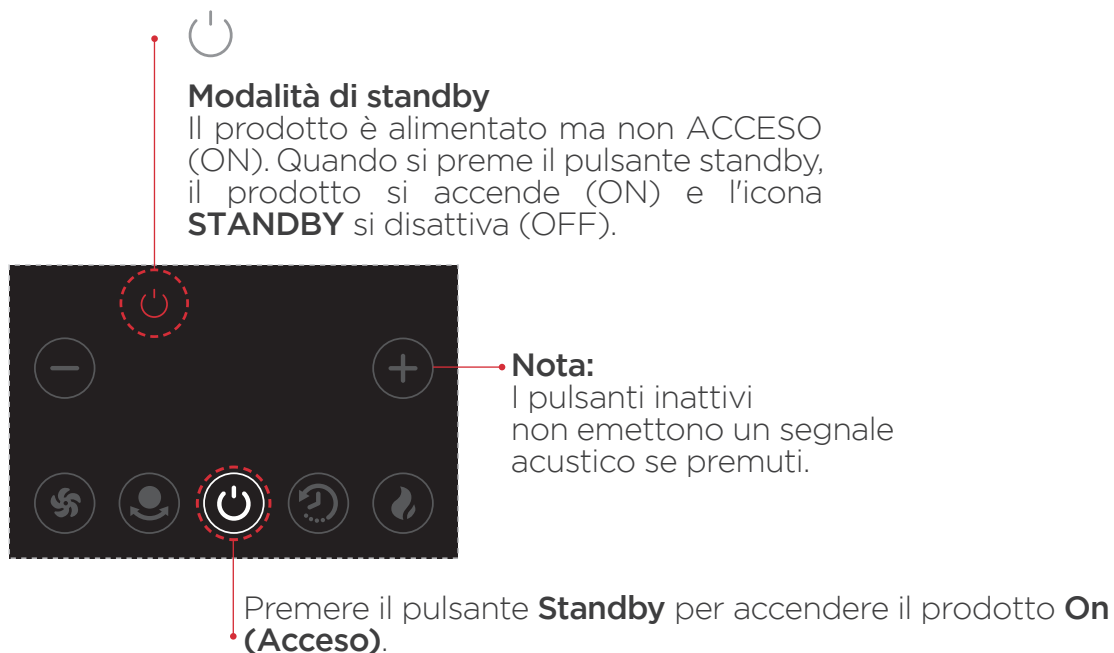 Modalità di standby
Il prodotto è alimentato ma non ACCESO
(ON). Quando si preme il pulsante standby,
il prodotto si accende (ON) e l'icona
STANDBY si disattiva (OFF).
Nota:
I pulsanti inattivi
non emettono un segnale
acustico se premuti.
Premere il pulsante Standby per accendere il prodotto On
(Acceso).